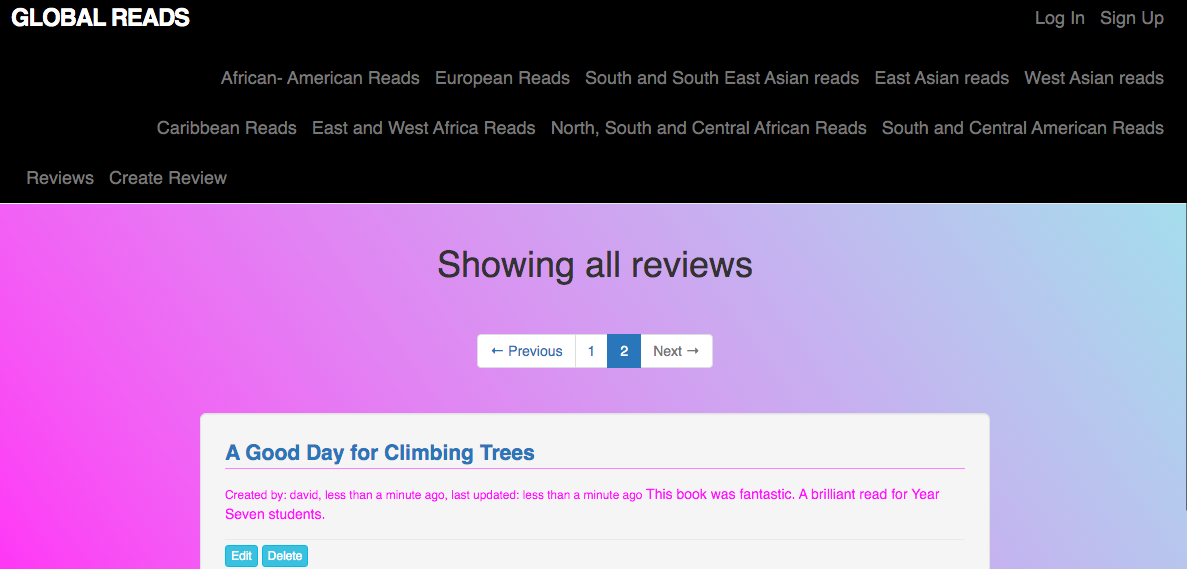 GLOBAL READS Log In Sign Up
African- American Reads European Reads South and South East Asian reads East Asian reads West Asian reads
Caribbean Reads East and West Africa Reads North, South and Central African Reads South and Central American Reads
Reviews Create Review
Showing all reviews
← Previous 1 2 Next →
A Good Day for Climbing Trees
Created by: david, less than a minute ago, last updated: less than a minute ago This book was fantastic. A brilliant read for Year
Seven students.
Edit Delete